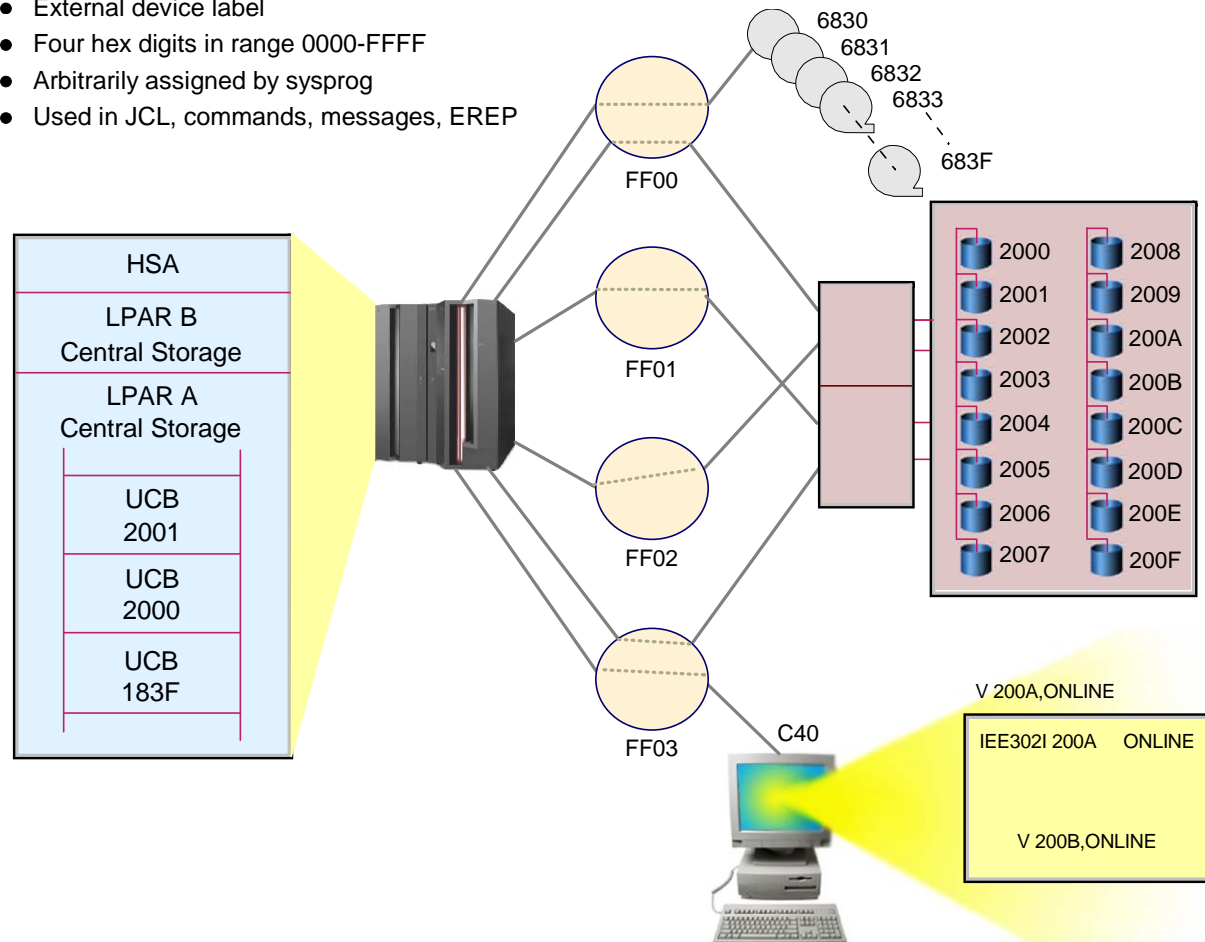 External device label
Four hex digits in range 0000-FFFF
Arbitrarily assigned by sysprog
Used in JCL, commands, messages, EREP
6830
6831
6832
6833
683F
FF00
FF01
FF02
FF03
HSA
LPAR B
Central Storage
LPAR A
Central Storage
UCB
2001
UCB
2000
UCB
183F
2000
2001
2002
2003
2004
2005
2006
2007
2008
2009
200A
200B
200C
200D
200E
200F
C40
V 200A,ONLINE
IEE302I 200A ONLINE
V 200B,ONLINE